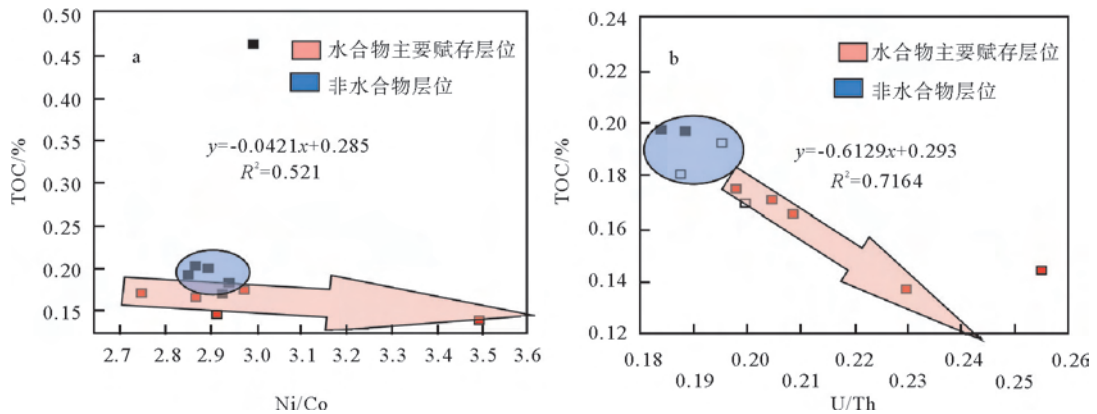 0.50
0.45
0.40
0.35
0.30
0.25
0.20
0.15
TOC/%
a
水合物主要赋存层位
非水合物层位
y=-0.0421x+0.285
R²=0.521
2.7 2.8 2.9 3.0 3.1 3.2 3.3 3.4 3.5 3.6
Ni/Co
0.24
0.22
0.20
0.18
0.16
0.14
0.12
TOC/%
b
水合物主要赋存层位
非水合物层位
y=-0.6129x+0.293
R²=0.7164
0.18 0.20 0.22 0.24 0.26
0.19 0.21 0.23 0.25
U/Th